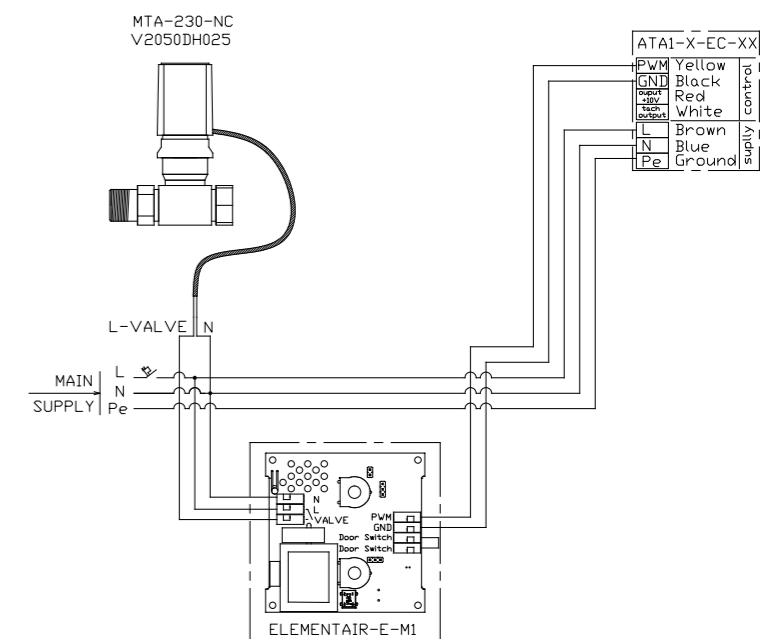 MTA-230-NC
V2050DH025
ATA1-X-EC-XX
PWM Yellow
GND Black
ouput +10V Red
tach output White
control
L Brown
N Blue
Pe Ground
suplly
L-VALVE N
MAIN
SUPPLY
L
N
Pe
N
L
VALVE
PWM
GND
Door Switch
Door Switch
ELEMENTAIR-E-M1